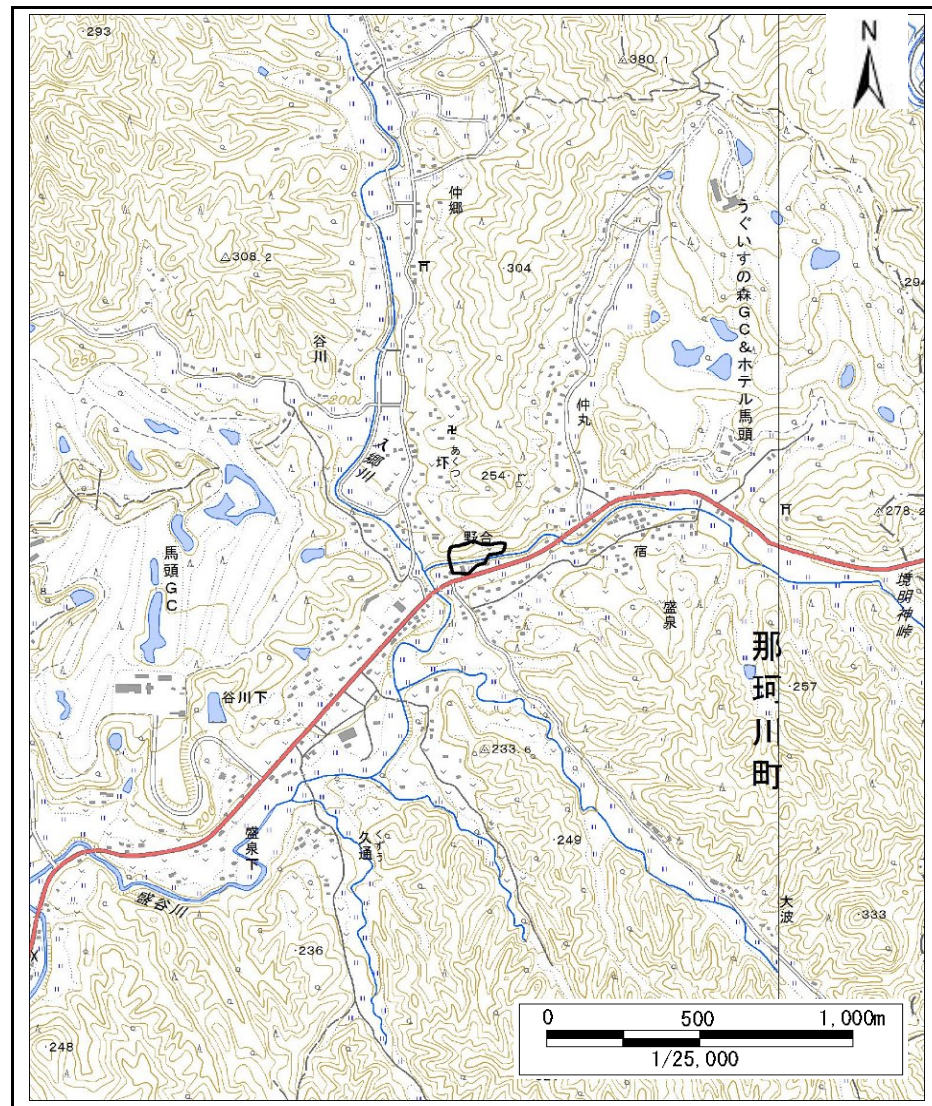 ・293
N
△380.1
仲郷
うぐいすの森GC&ホテル馬頭
△308.2
・304
294
谷川
250
200
仲丸
入郷川
卍
あくつ
圷
254・
野合
△278.2
宿
馬頭GC
盛泉
境明神峠
那珂川町
・257
谷川下
△233.6
・249
盛泉下
くずう
久通
盛谷川
大波
・333
・236
X
0 500 1,000m
1/25,000
・248